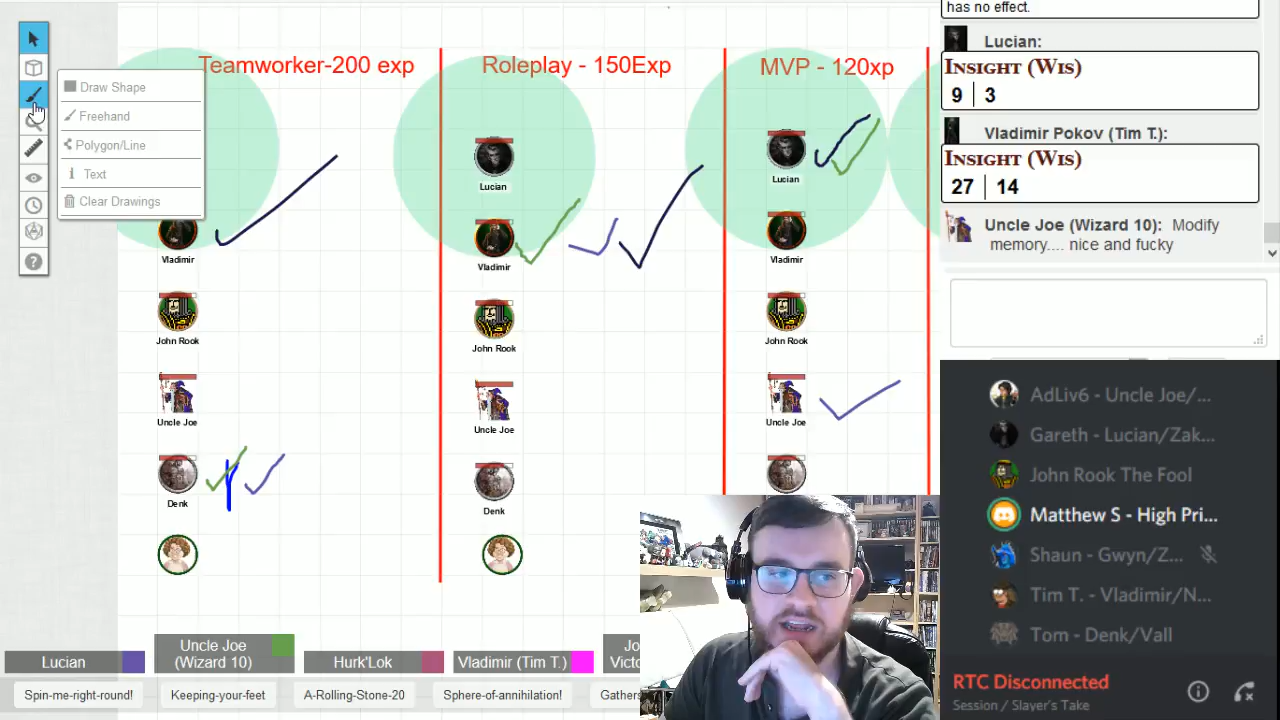 has no effect.
Lucian:
INSIGHT (WIS)
9 | 3
Vladimir Pokov (Tim T.):
INSIGHT (WIS)
27 | 14
Uncle Joe (Wizard 10): Modify
memory.... nice and fucky
Draw Shape
Freehand
Polygon/Line
Text
Clear Drawings
Teamworker-200 exp
Vladimir
John Rook
Uncle Joe
Denk
Roleplay - 150Exp
Lucian
Vladimir
John Rook
Uncle Joe
Denk
MVP - 120xp
Lucian
Vladimir
John Rook
Uncle Joe
AdLiv6 - Uncle Joe/...
Gareth - Lucian/Zak...
John Rook The Fool
Matthew S - High Pri...
Shaun - Gwyn/Z...
Tim T. - Vladimir/N...
Tom - Denk/Vall
RTC Disconnected
Session / Slayer's Take
Lucian
Uncle Joe
(Wizard 10)
Hurk'Lok
Vladimir (Tim T.)
Jo
Victo
Spin-me-right-round!
Keeping-your-feet
A-Rolling-Stone-20
Sphere-of-annihilation!
Gathers